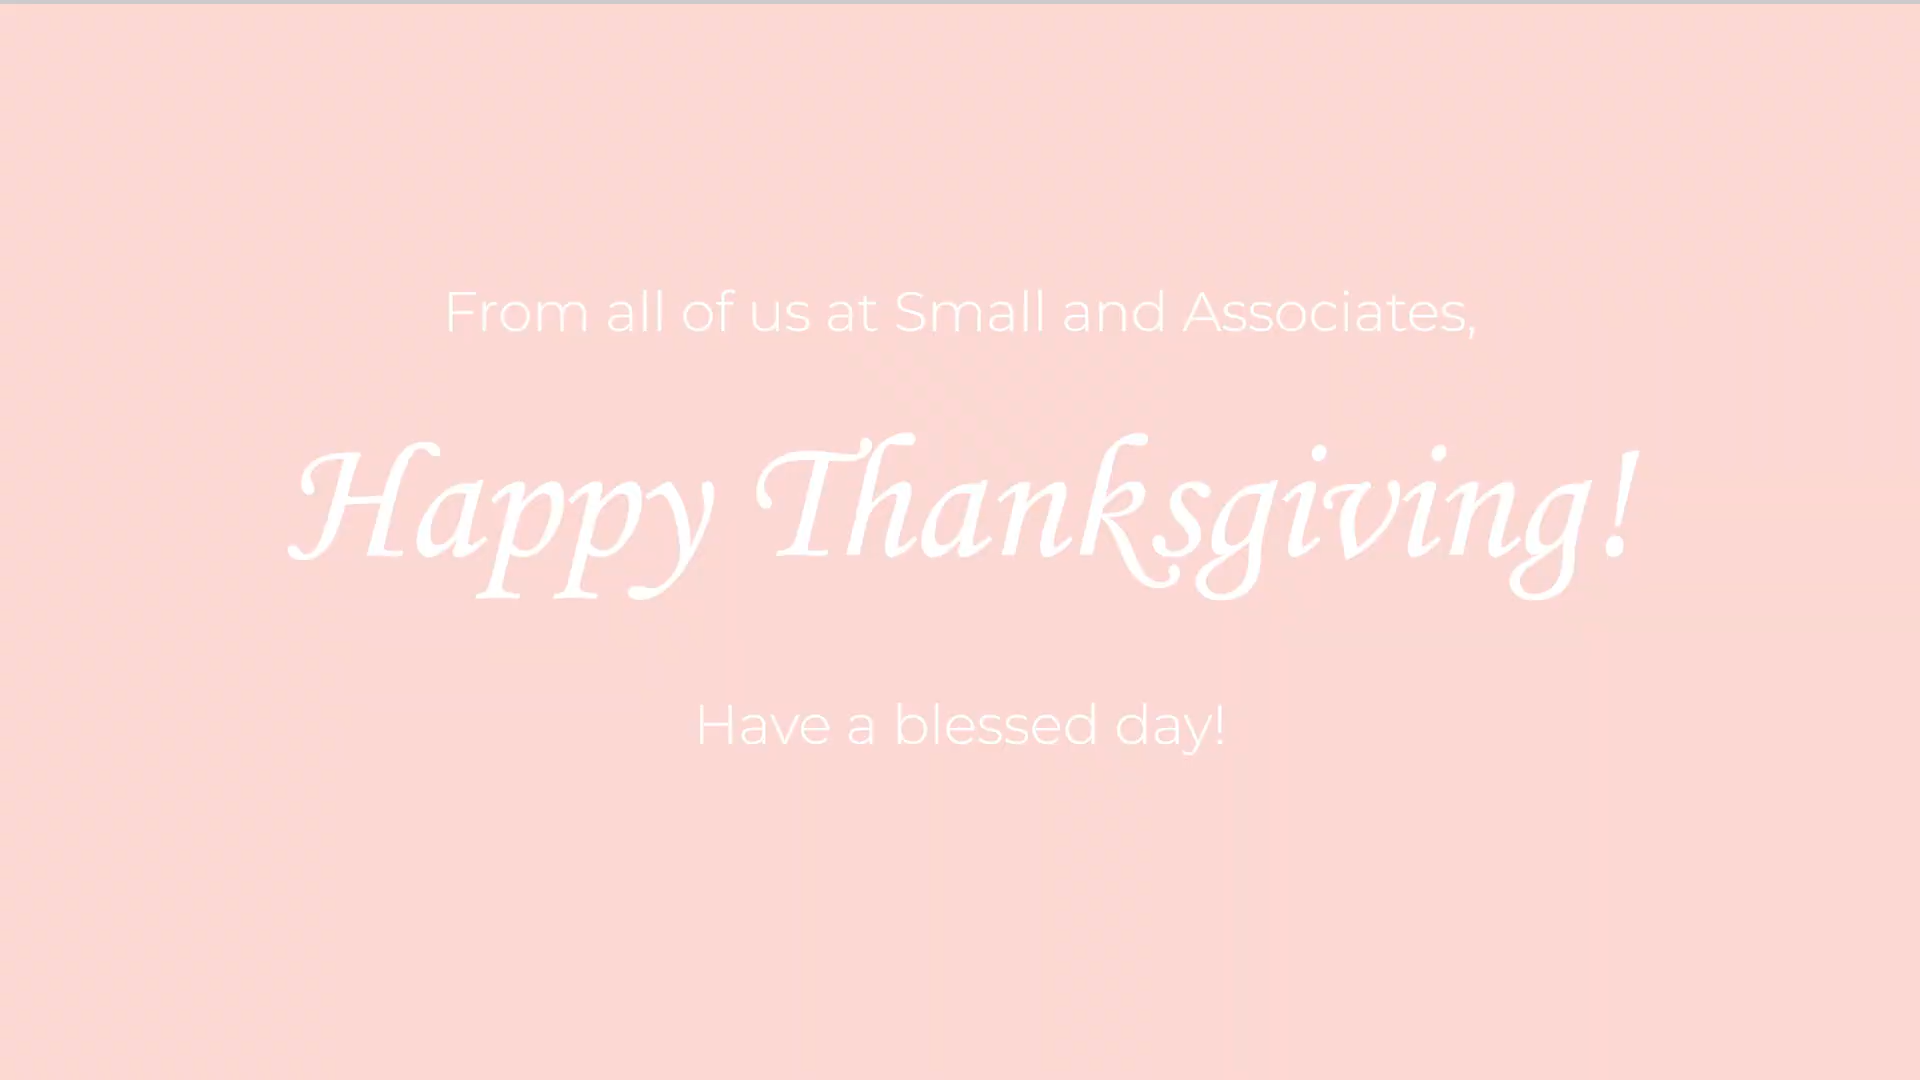 From all of us at Small and Associates,
Happy Thanksgiving!
Have a blessed day!